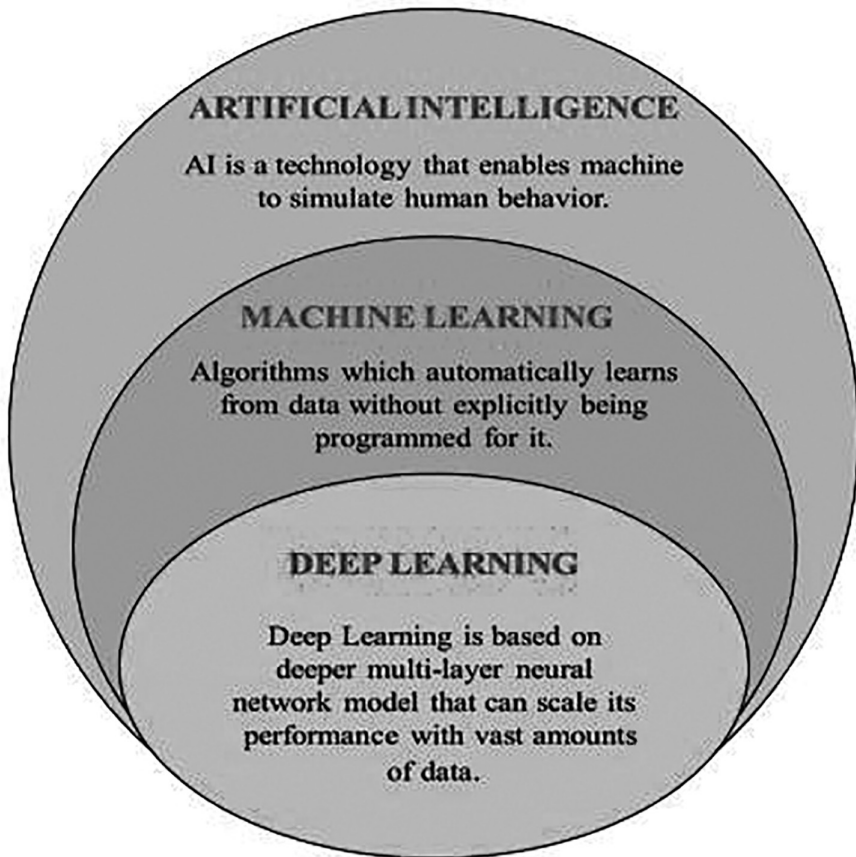 ARTIFICIAL INTELLIGENCE
AI is a technology that enables machine
to simulate human behavior.
MACHINE LEARNING
Algorithms which automatically learns
from data without explicitly being
programmed for it.
DEEP LEARNING
Deep Learning is based on
deeper multi-layer neural
network model that can scale its
performance with vast amounts
of data.